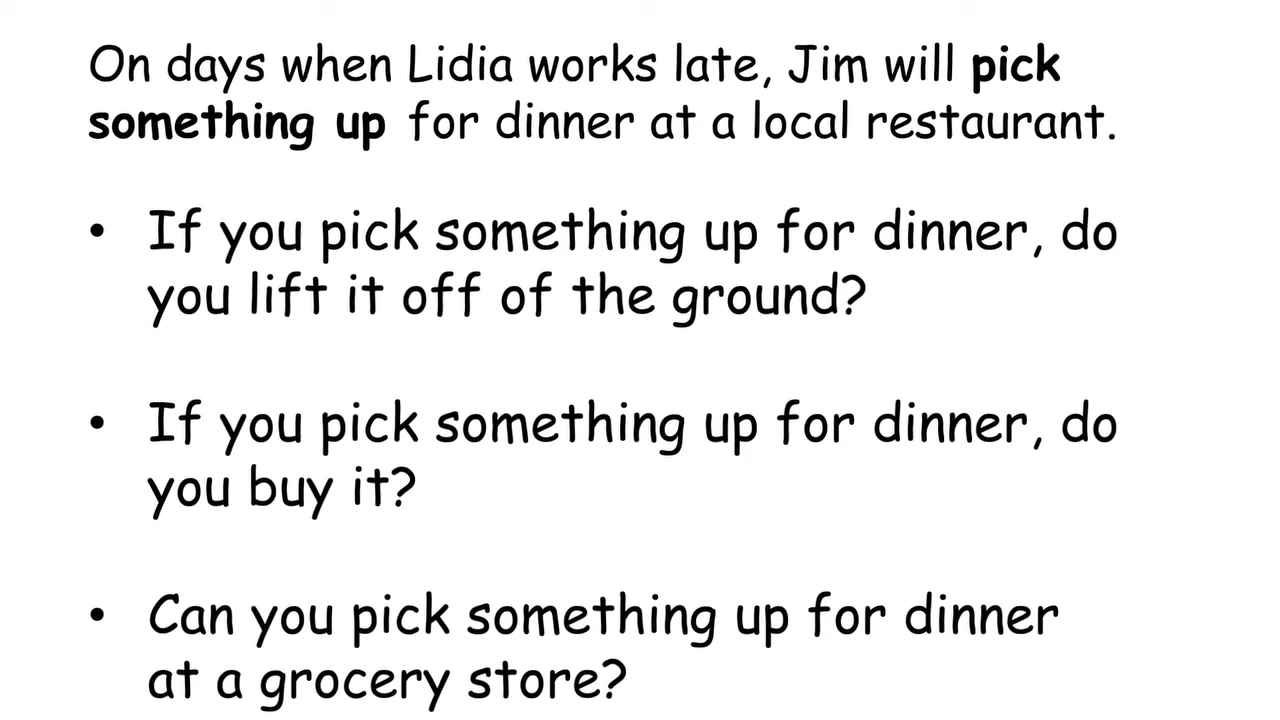 On days when Lidia works late, Jim will pick
something up for dinner at a local restaurant.
• If you pick something up for dinner, do
you lift it off of the ground?
• If you pick something up for dinner, do
you buy it?
• Can you pick something up for dinner
at a grocery store?